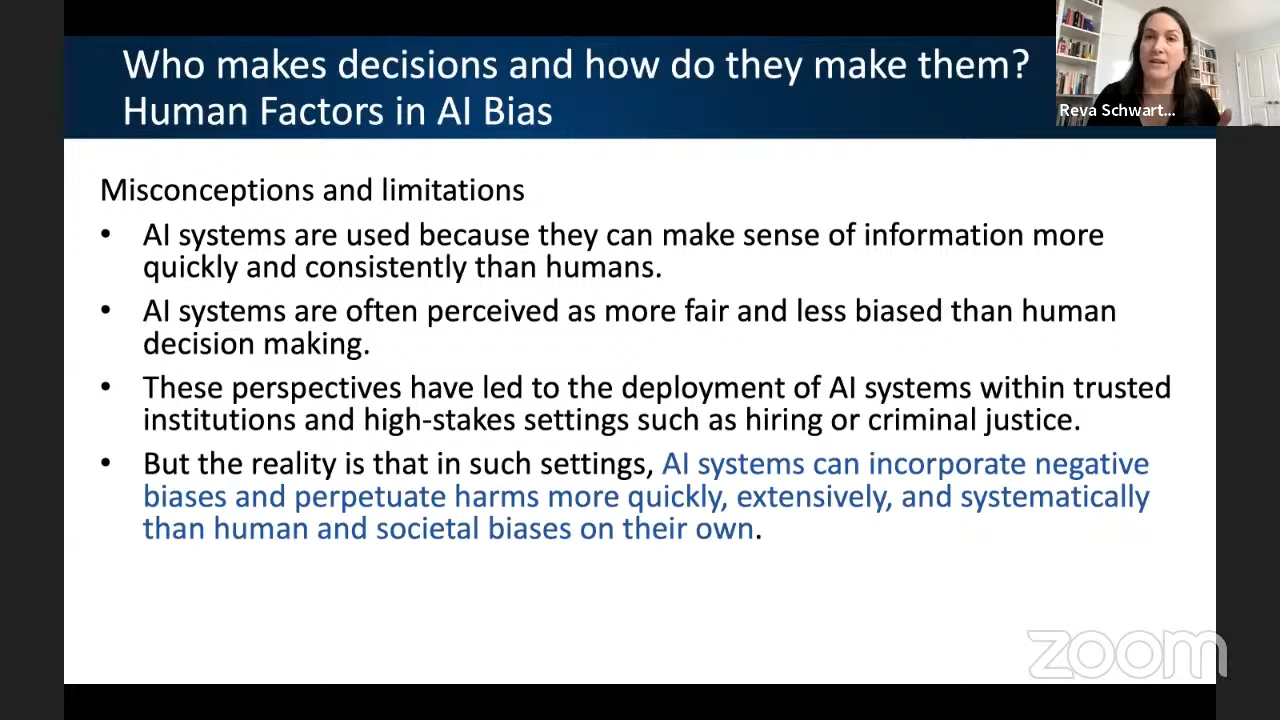 Who makes decisions and how do they make them?
Human Factors in AI Bias
Reva Schwart...
Misconceptions and limitations
• AI systems are used because they can make sense of information more
quickly and consistently than humans.
• AI systems are often perceived as more fair and less biased than human
decision making.
• These perspectives have led to the deployment of AI systems within trusted
institutions and high-stakes settings such as hiring or criminal justice.
• But the reality is that in such settings, AI systems can incorporate negative
biases and perpetuate harms more quickly, extensively, and systematically
than human and societal biases on their own.
zoom